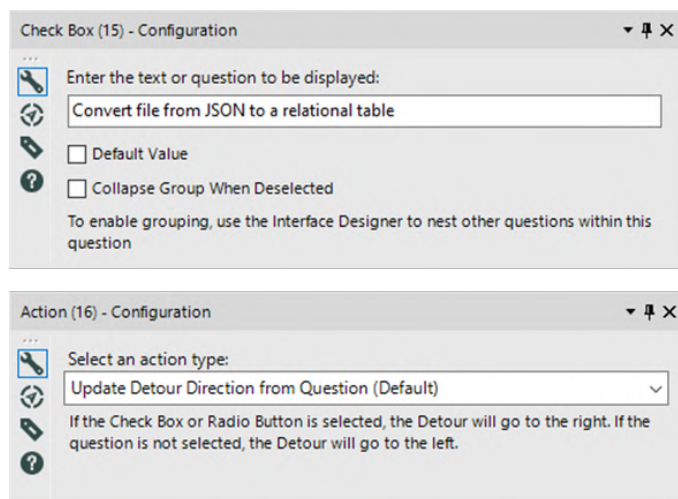 Check Box (15) - Configuration
Enter the text or question to be displayed:
Convert file from JSON to a relational table
Default Value
Collapse Group When Deselected
To enable grouping, use the Interface Designer to nest other questions within this
question
Action (16) - Configuration
Select an action type:
Update Detour Direction from Question (Default)
If the Check Box or Radio Button is selected, the Detour will go to the right. If the
question is not selected, the Detour will go to the left.